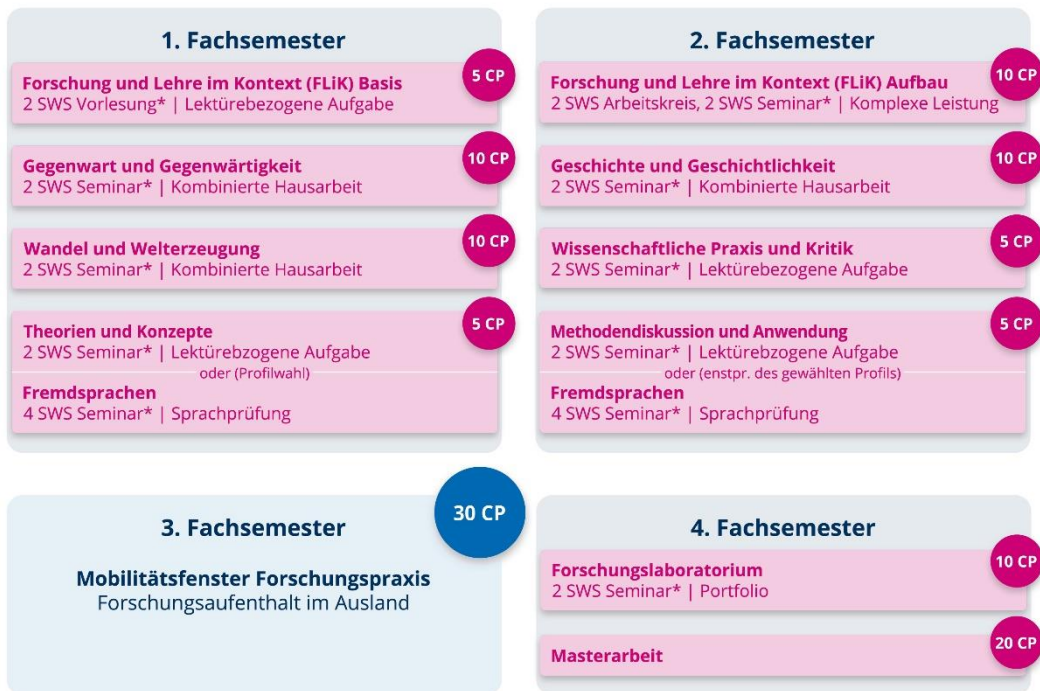 1. Fachsemester
Forschung und Lehre im Kontext (FLiK) Basis
2 SWS Vorlesung* | Lektürebezogene Aufgabe
5 CP
Gegenwart und Gegenwärtigkeit
2 SWS Seminar* | Kombinierte Hausarbeit
10 CP
Wandel und Welterzeugung
2 SWS Seminar* | Kombinierte Hausarbeit
10 CP
Theorien und Konzepte
2 SWS Seminar* | Lektürebzogene Aufgabe
5 CP
oder (Profilwahl)
Fremdsprachen
4 SWS Seminar* | Sprachprüfung
2. Fachsemester
Forschung und Lehre im Kontext (FLiK) Aufbau
2 SWS Arbeitskreis, 2 SWS Seminar* | Komplexe Leistung
10 CP
Geschichte und Geschichtlichkeit
2 SWS Seminar* | Kombinierte Hausarbeit
10 CP
Wissenschaftliche Praxis und Kritik
2 SWS Seminar* | Lektürebezogene Aufgabe
5 CP
Methodendiskussion und Anwendung
2 SWS Seminar* | Lektürebzogene Aufgabe
5 CP
oder (enstpr. des gewählten Profils)
Fremdsprachen
4 SWS Seminar* | Sprachprüfung
3. Fachsemester
30 CP
Mobilitätsfenster Forschungspraxis
Forschungsaufenthalt im Ausland
4. Fachsemester
Forschungslaboratorium
2 SWS Seminar* | Portfolio
10 CP
Masterarbeit
20 CP